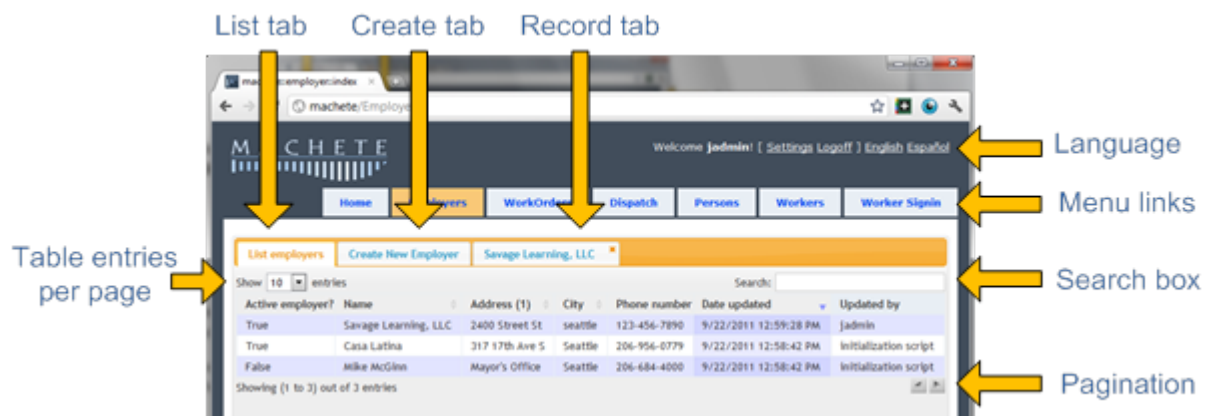 List tab Create tab Record tab
machete::employer::index
machete/Employe
MACHETE
Welcome jadmin! [ Settings Logoff ] English Español
Language
Home Employers WorkOrders Dispatch Persons Workers Worker Signin
Menu links
List employers Create New Employer Savage Learning, LLC
Table entries
per page
Show 10 entries Search:
Search box
Active employer? Name Address (1) City Phone number Date updated Updated by
True Savage Learning, LLC 2400 Street St seattle 123-456-7890 9/22/2011 12:59:28 PM jadmin
True Casa Latina 317 17th Ave S Seattle 206-956-0779 9/22/2011 12:58:42 PM initialization script
False Mike McGinn Mayor's Office Seattle 206-684-4000 9/22/2011 12:58:42 PM initialization script
Showing (1 to 3) out of 3 entries
Pagination